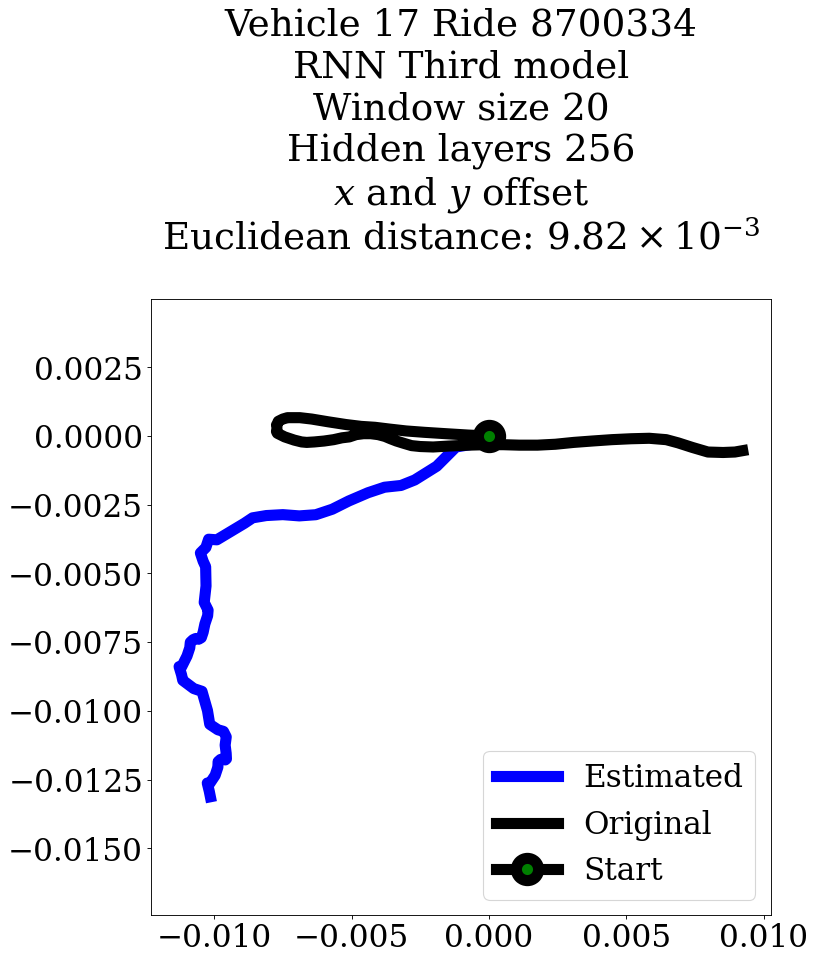 Vehicle 17 Ride 8700334
RNN Third model
Window size 20
Hidden layers 256
x and y offset
Euclidean distance: 9.82 × 10⁻³
0.0025
0.0000
−0.0025
−0.0050
−0.0075
−0.0100
−0.0125
−0.0150
Estimated
Original
Start
−0.010 −0.005 0.000 0.005 0.010